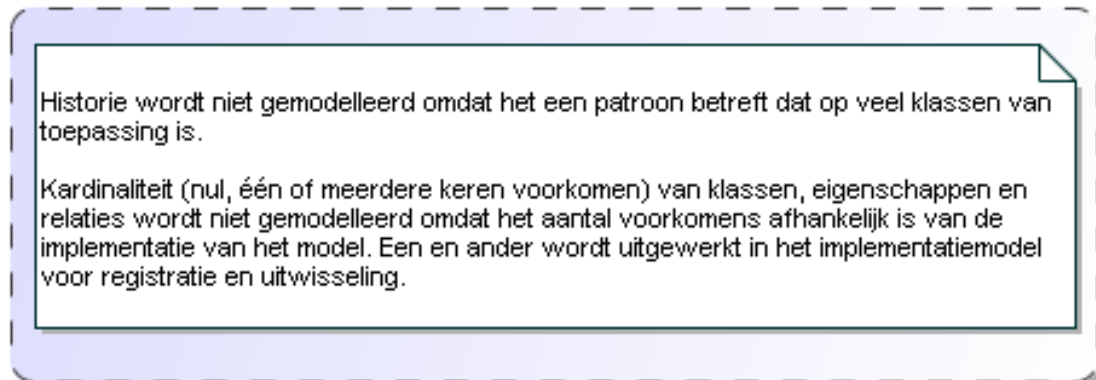 Historie wordt niet gemodelleerd omdat het een patroon betreft dat op veel klassen van
toepassing is.
Kardinaliteit (nul, één of meerdere keren voorkomen) van klassen, eigenschappen en
relaties wordt niet gemodelleerd omdat het aantal voorkomens afhankelijk is van de
implementatie van het model. Een en ander wordt uitgewerkt in het implementatiemodel
voor registratie en uitwisseling.